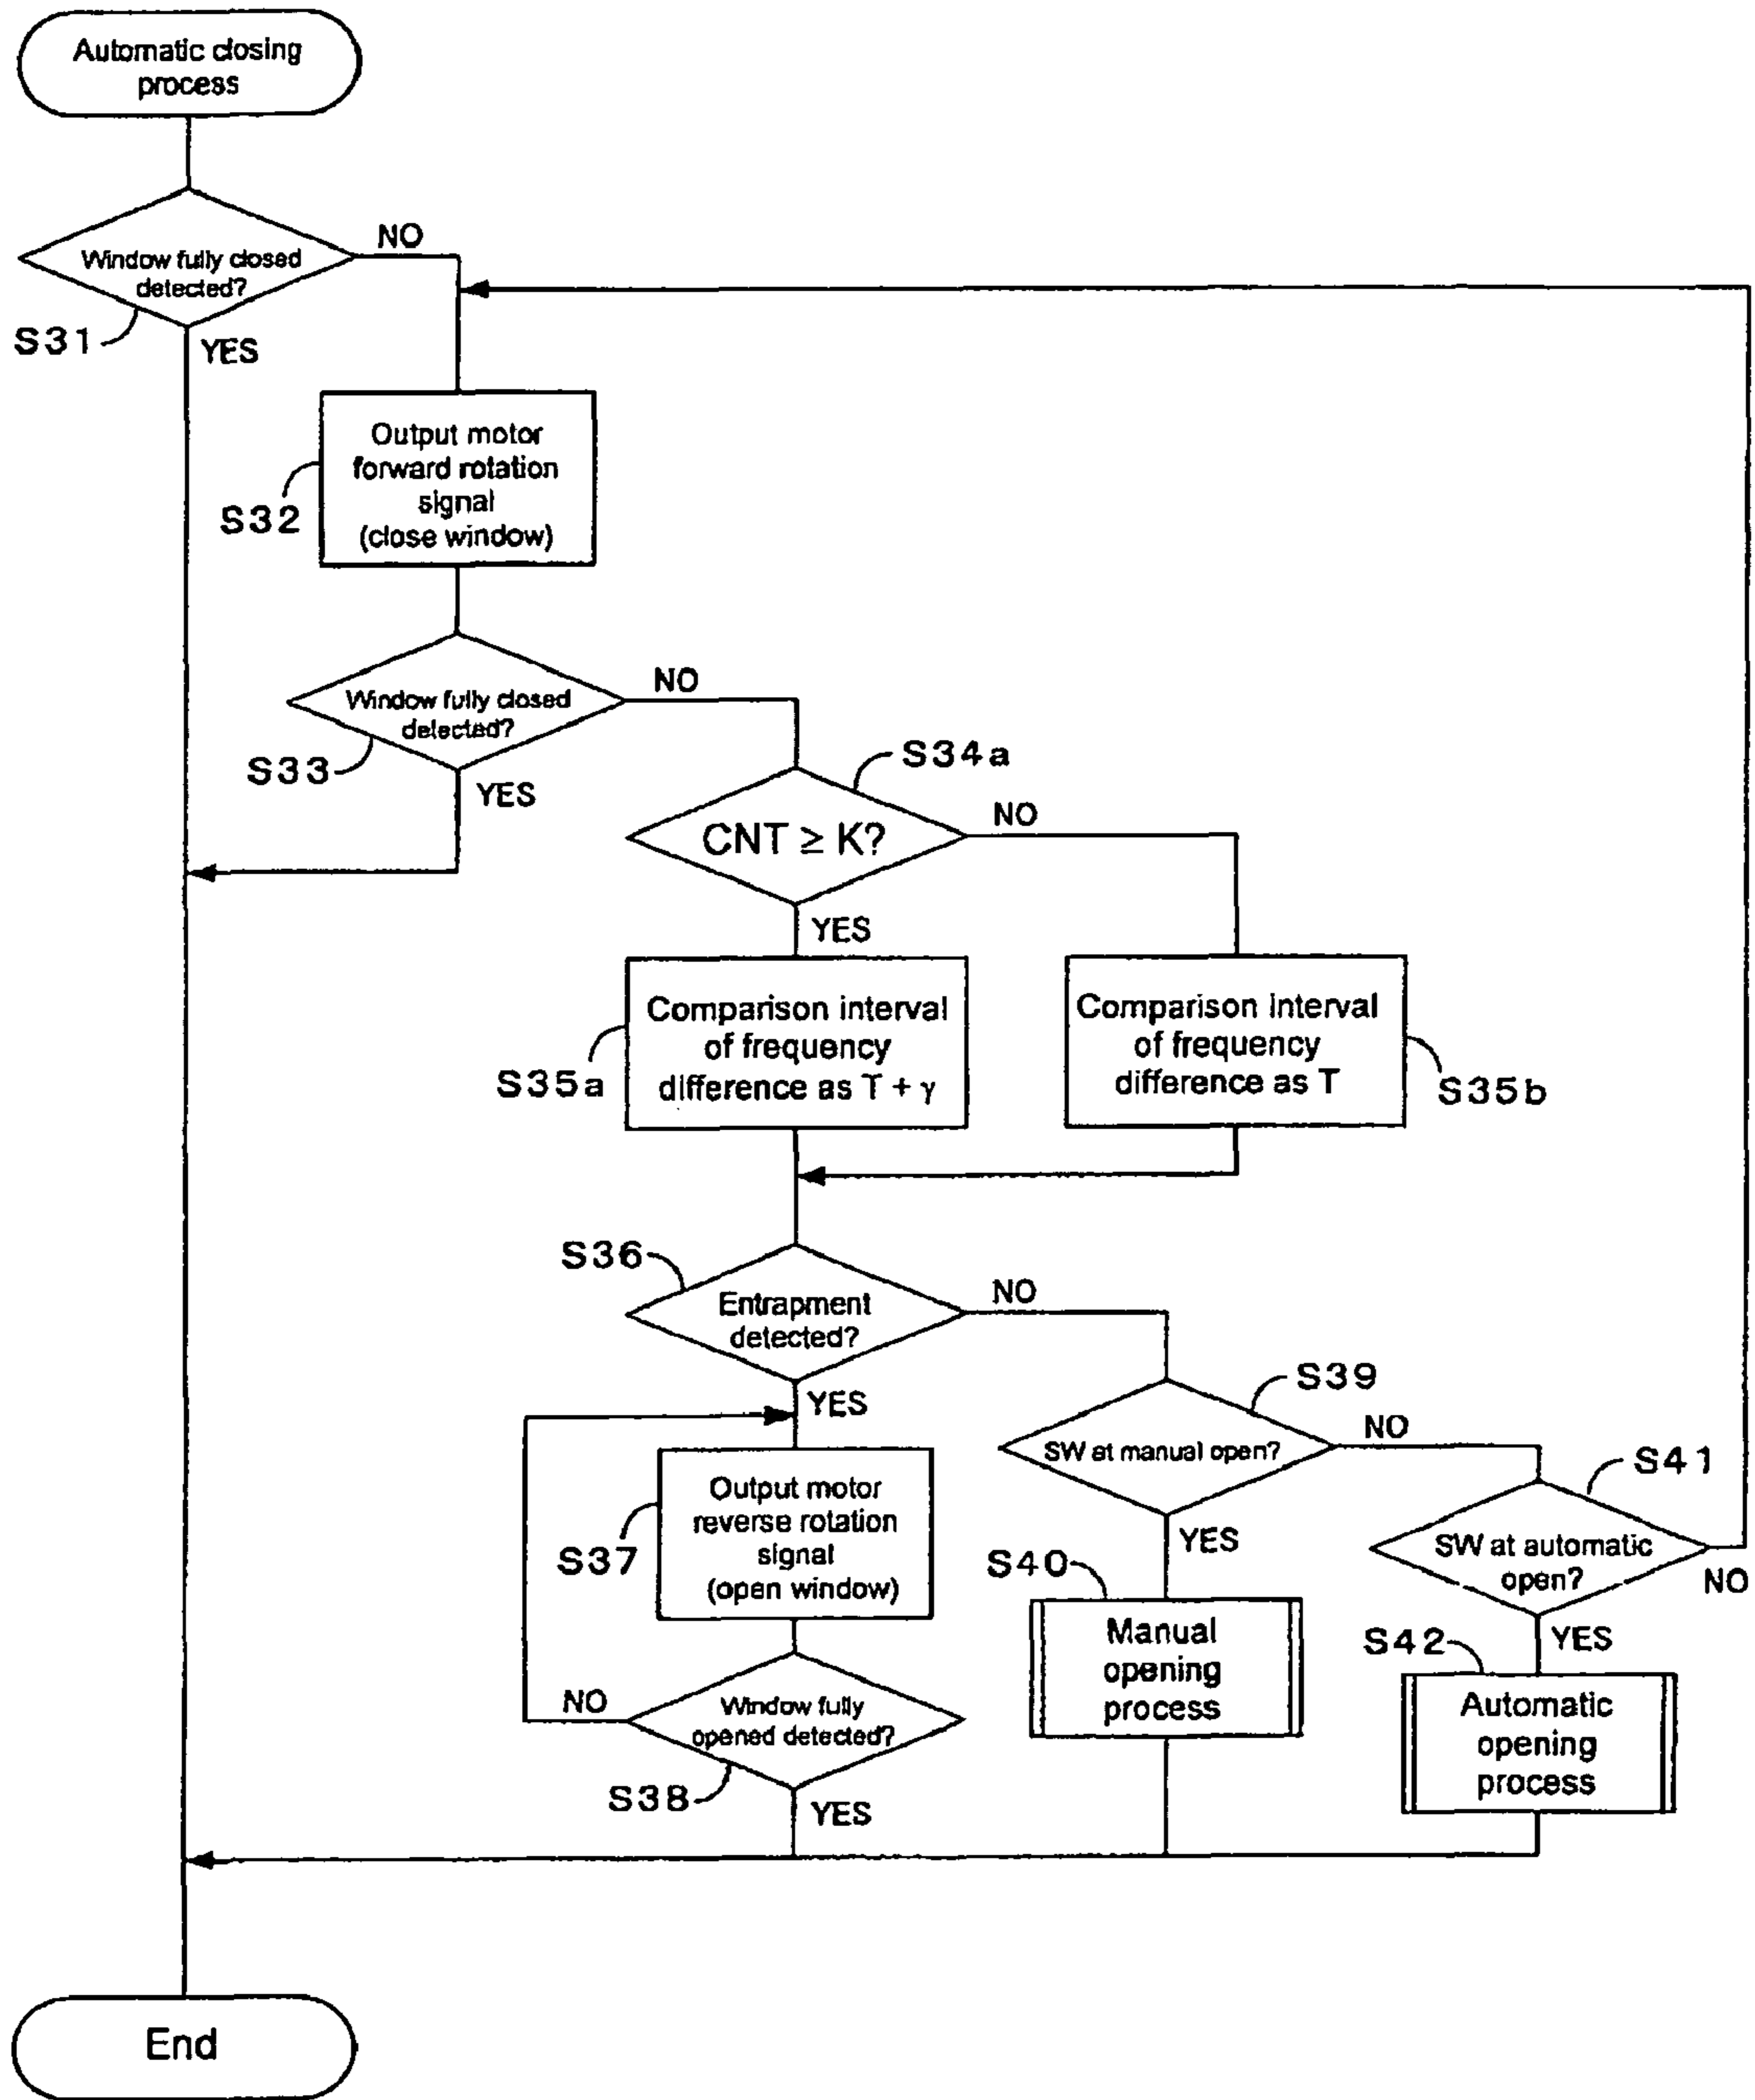 Automatic closing
process
Window fully closed
detected?
NO
S31
YES
Output motor
forward rotation
signal
(close window)
S32
Window fully closed
detected?
NO
S33
YES
S34a
CNT ≥ K?
NO
YES
Comparison interval
of frequency
difference as T + γ
S35a
Comparison interval
of frequency
difference as T
S35b
S36
Entrapment
detected?
NO
YES
S39
SW at manual open?
NO
YES
S41
SW at automatic
open?
NO
YES
Output motor
reverse rotation
signal
(open window)
S37
S40
Manual
opening
process
S42
Automatic
opening
process
NO
Window fully
opened detected?
S38
YES
End